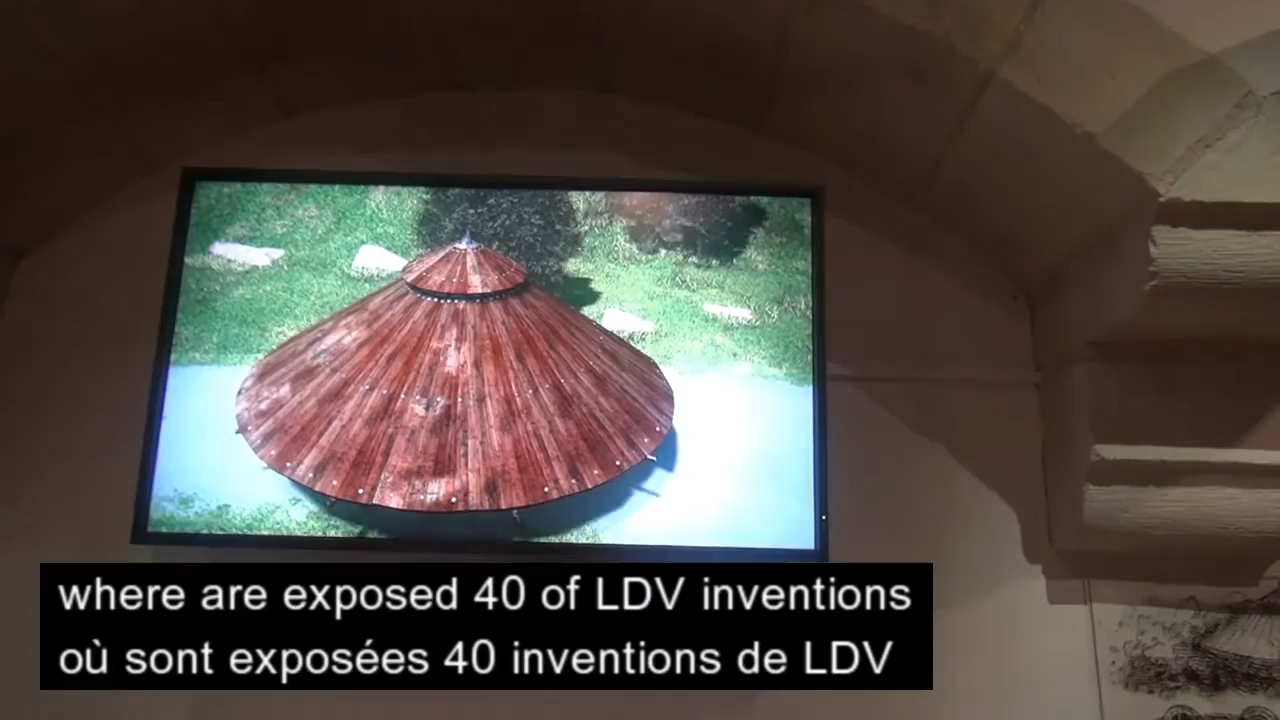 where are exposed 40 of LDV inventions
où sont exposées 40 inventions de LDV